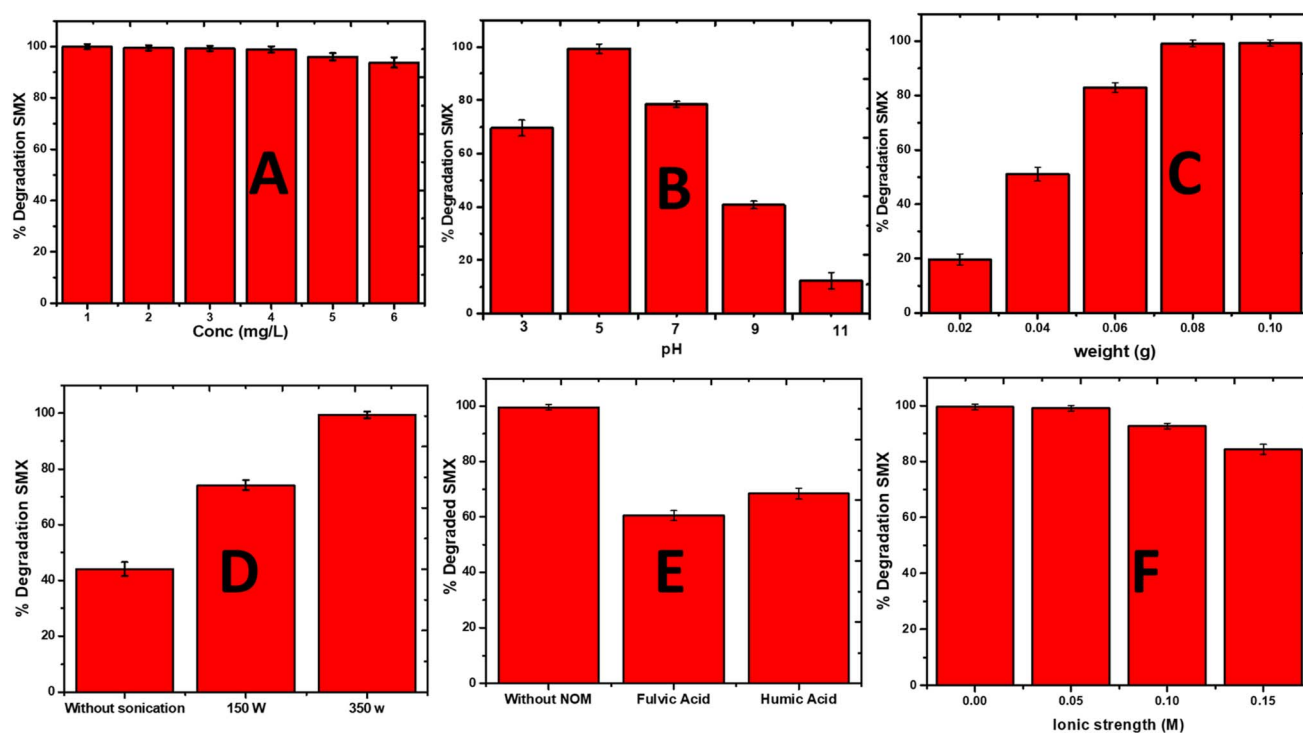 % Degradation SMX
100
80
60
40
20
0
A
1 2 3 4 5 6
Conc (mg/L)
% Degradation SMX
100
80
60
40
20
0
B
3 5 7 9 11
pH
% Degradation SMX
100
80
60
40
20
0
C
0.02 0.04 0.06 0.08 0.10
weight (g)
% Degradation SMX
100
80
60
40
20
0
D
Without sonication 150 W 350 w
% Degraded SMX
100
80
60
40
20
0
E
Without NOM Fulvic Acid Humic Acid
% Degradation SMX
100
80
60
40
20
0
F
0.00 0.05 0.10 0.15
Ionic strength (M)